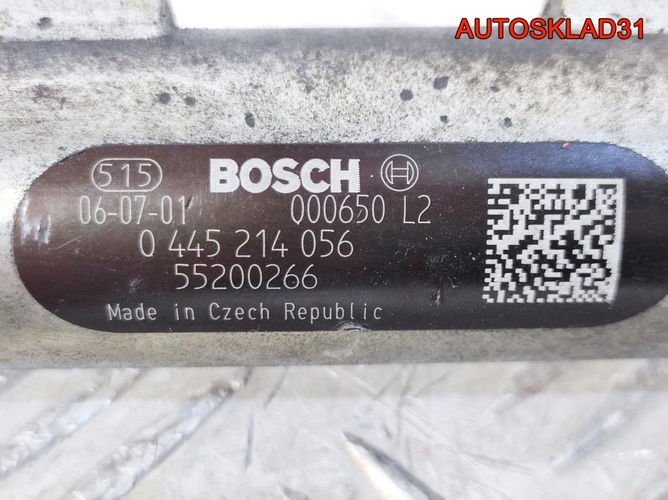 AUTOSKLAD31
515 BOSCH
06-07-01 000650 L2
0 445 214 056
55200266
Made in Czech Republic